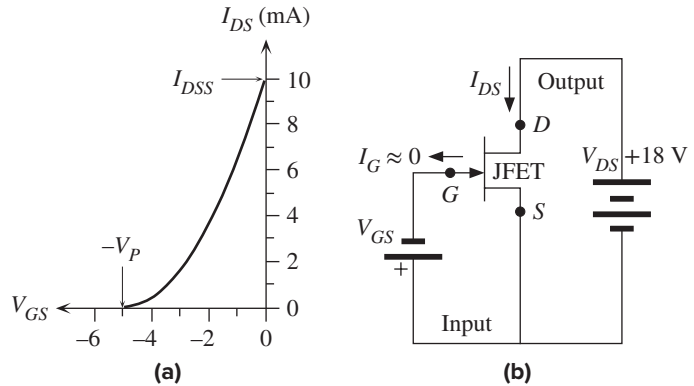 I_DS (mA)
I_DSS
10
8
6
4
2
0
–V_P
V_GS
–6 –4 –2 0
(a)
I_DS
Output
D
I_G ≈ 0
JFET
V_DS +18 V
G
S
V_GS
+
Input
(b)